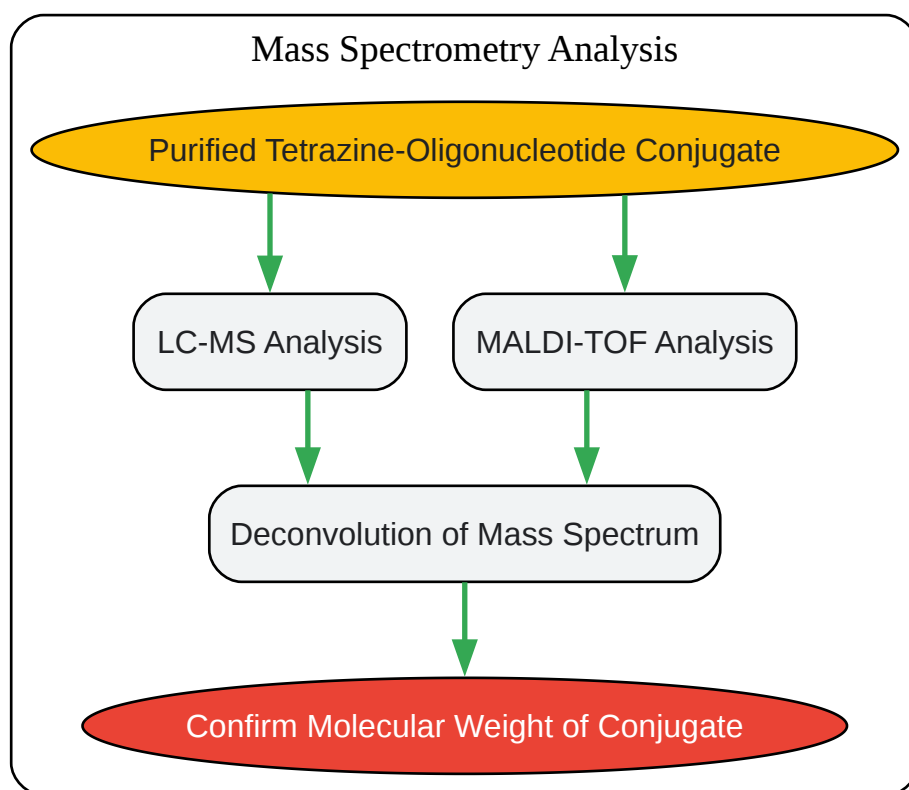 Mass Spectrometry Analysis
Purified Tetrazine-Oligonucleotide Conjugate
LC-MS Analysis
MALDI-TOF Analysis
Deconvolution of Mass Spectrum
Confirm Molecular Weight of Conjugate